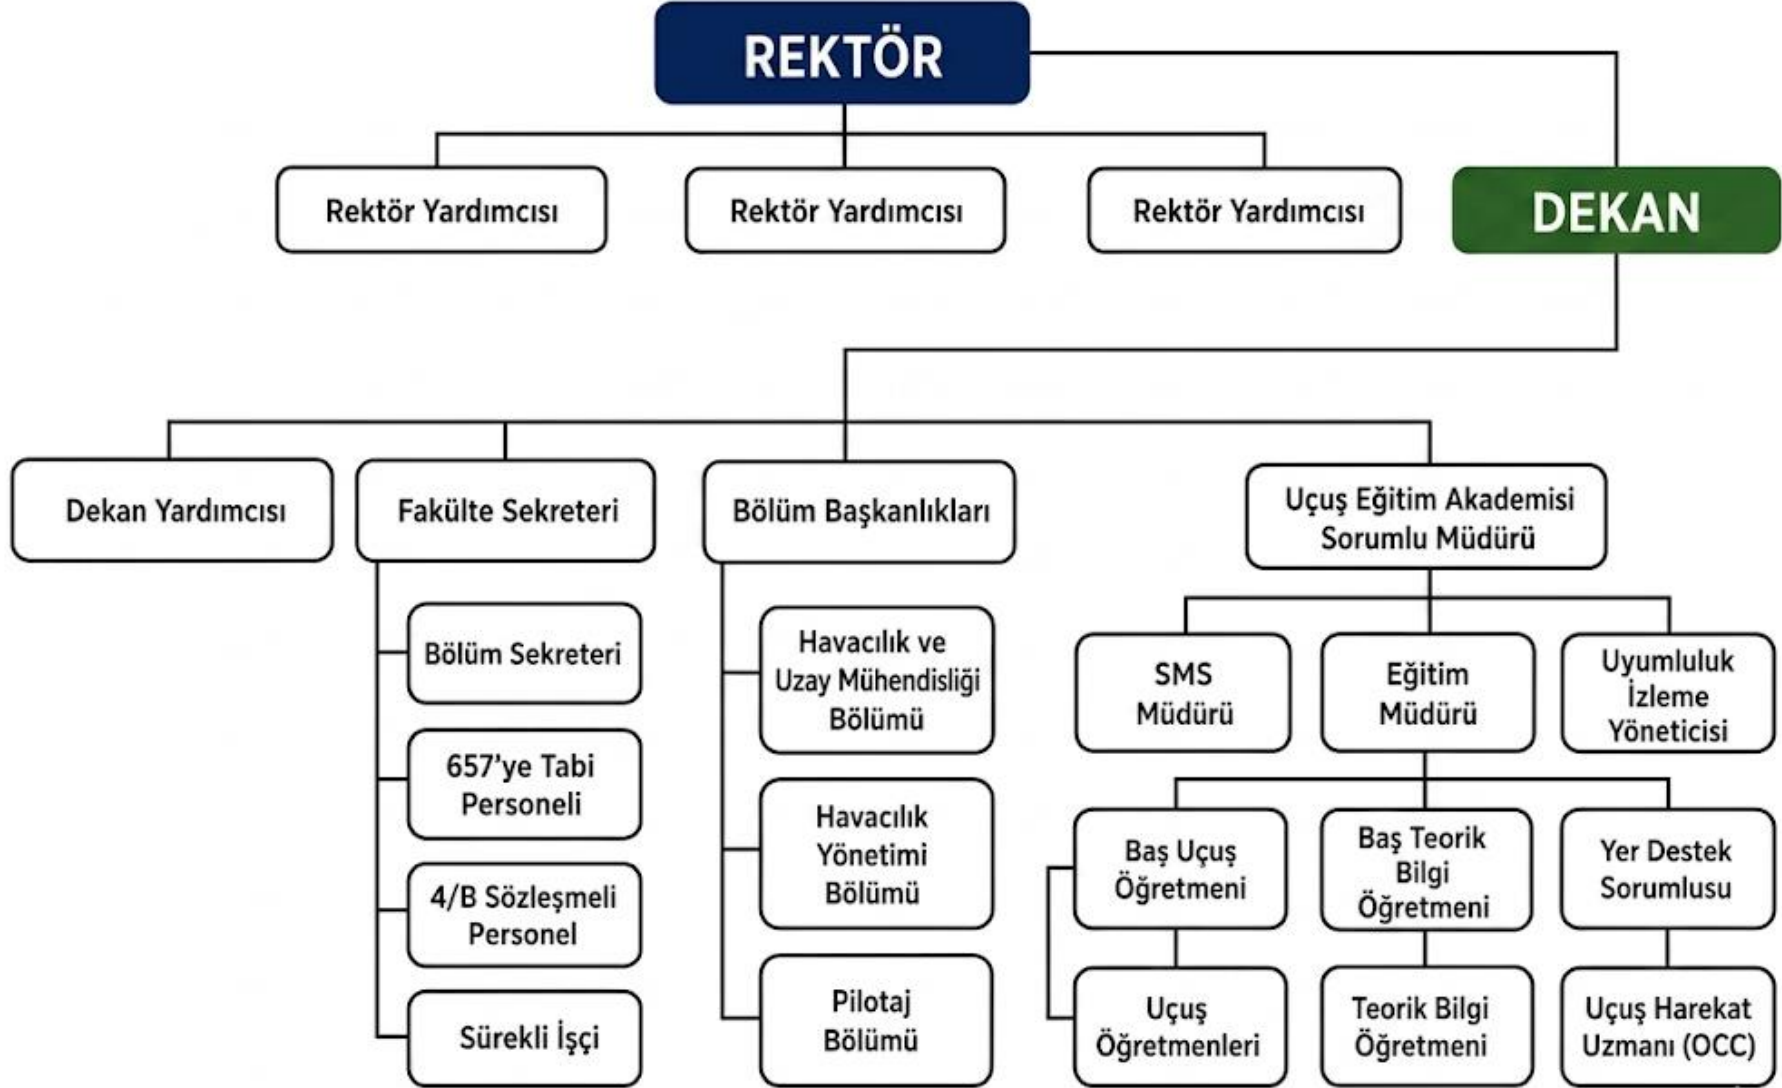 REKTÖR
Rektör Yardımcısı
Rektör Yardımcısı
Rektör Yardımcısı
DEKAN
Dekan Yardımcısı
Fakülte Sekreteri
Bölüm Başkanlıkları
Uçuş Eğitim Akademisi
Sorumlu Müdürü
Bölüm Sekreteri
657'ye Tabi
Personeli
4/B Sözleşmeli
Personel
Sürekli İşçi
Havacılık ve
Uzay Mühendisliği
Bölümü
Havacılık
Yönetimi
Bölümü
Pilotaj
Bölümü
SMS
Müdürü
Eğitim
Müdürü
Uyumluluk
İzleme
Yöneticisi
Baş Uçuş
Öğretmeni
Baş Teorik
Bilgi
Öğretmeni
Yer Destek
Sorumlusu
Uçuş
Öğretmenleri
Teorik Bilgi
Öğretmeni
Uçuş Harekat
Uzmanı (OCC)